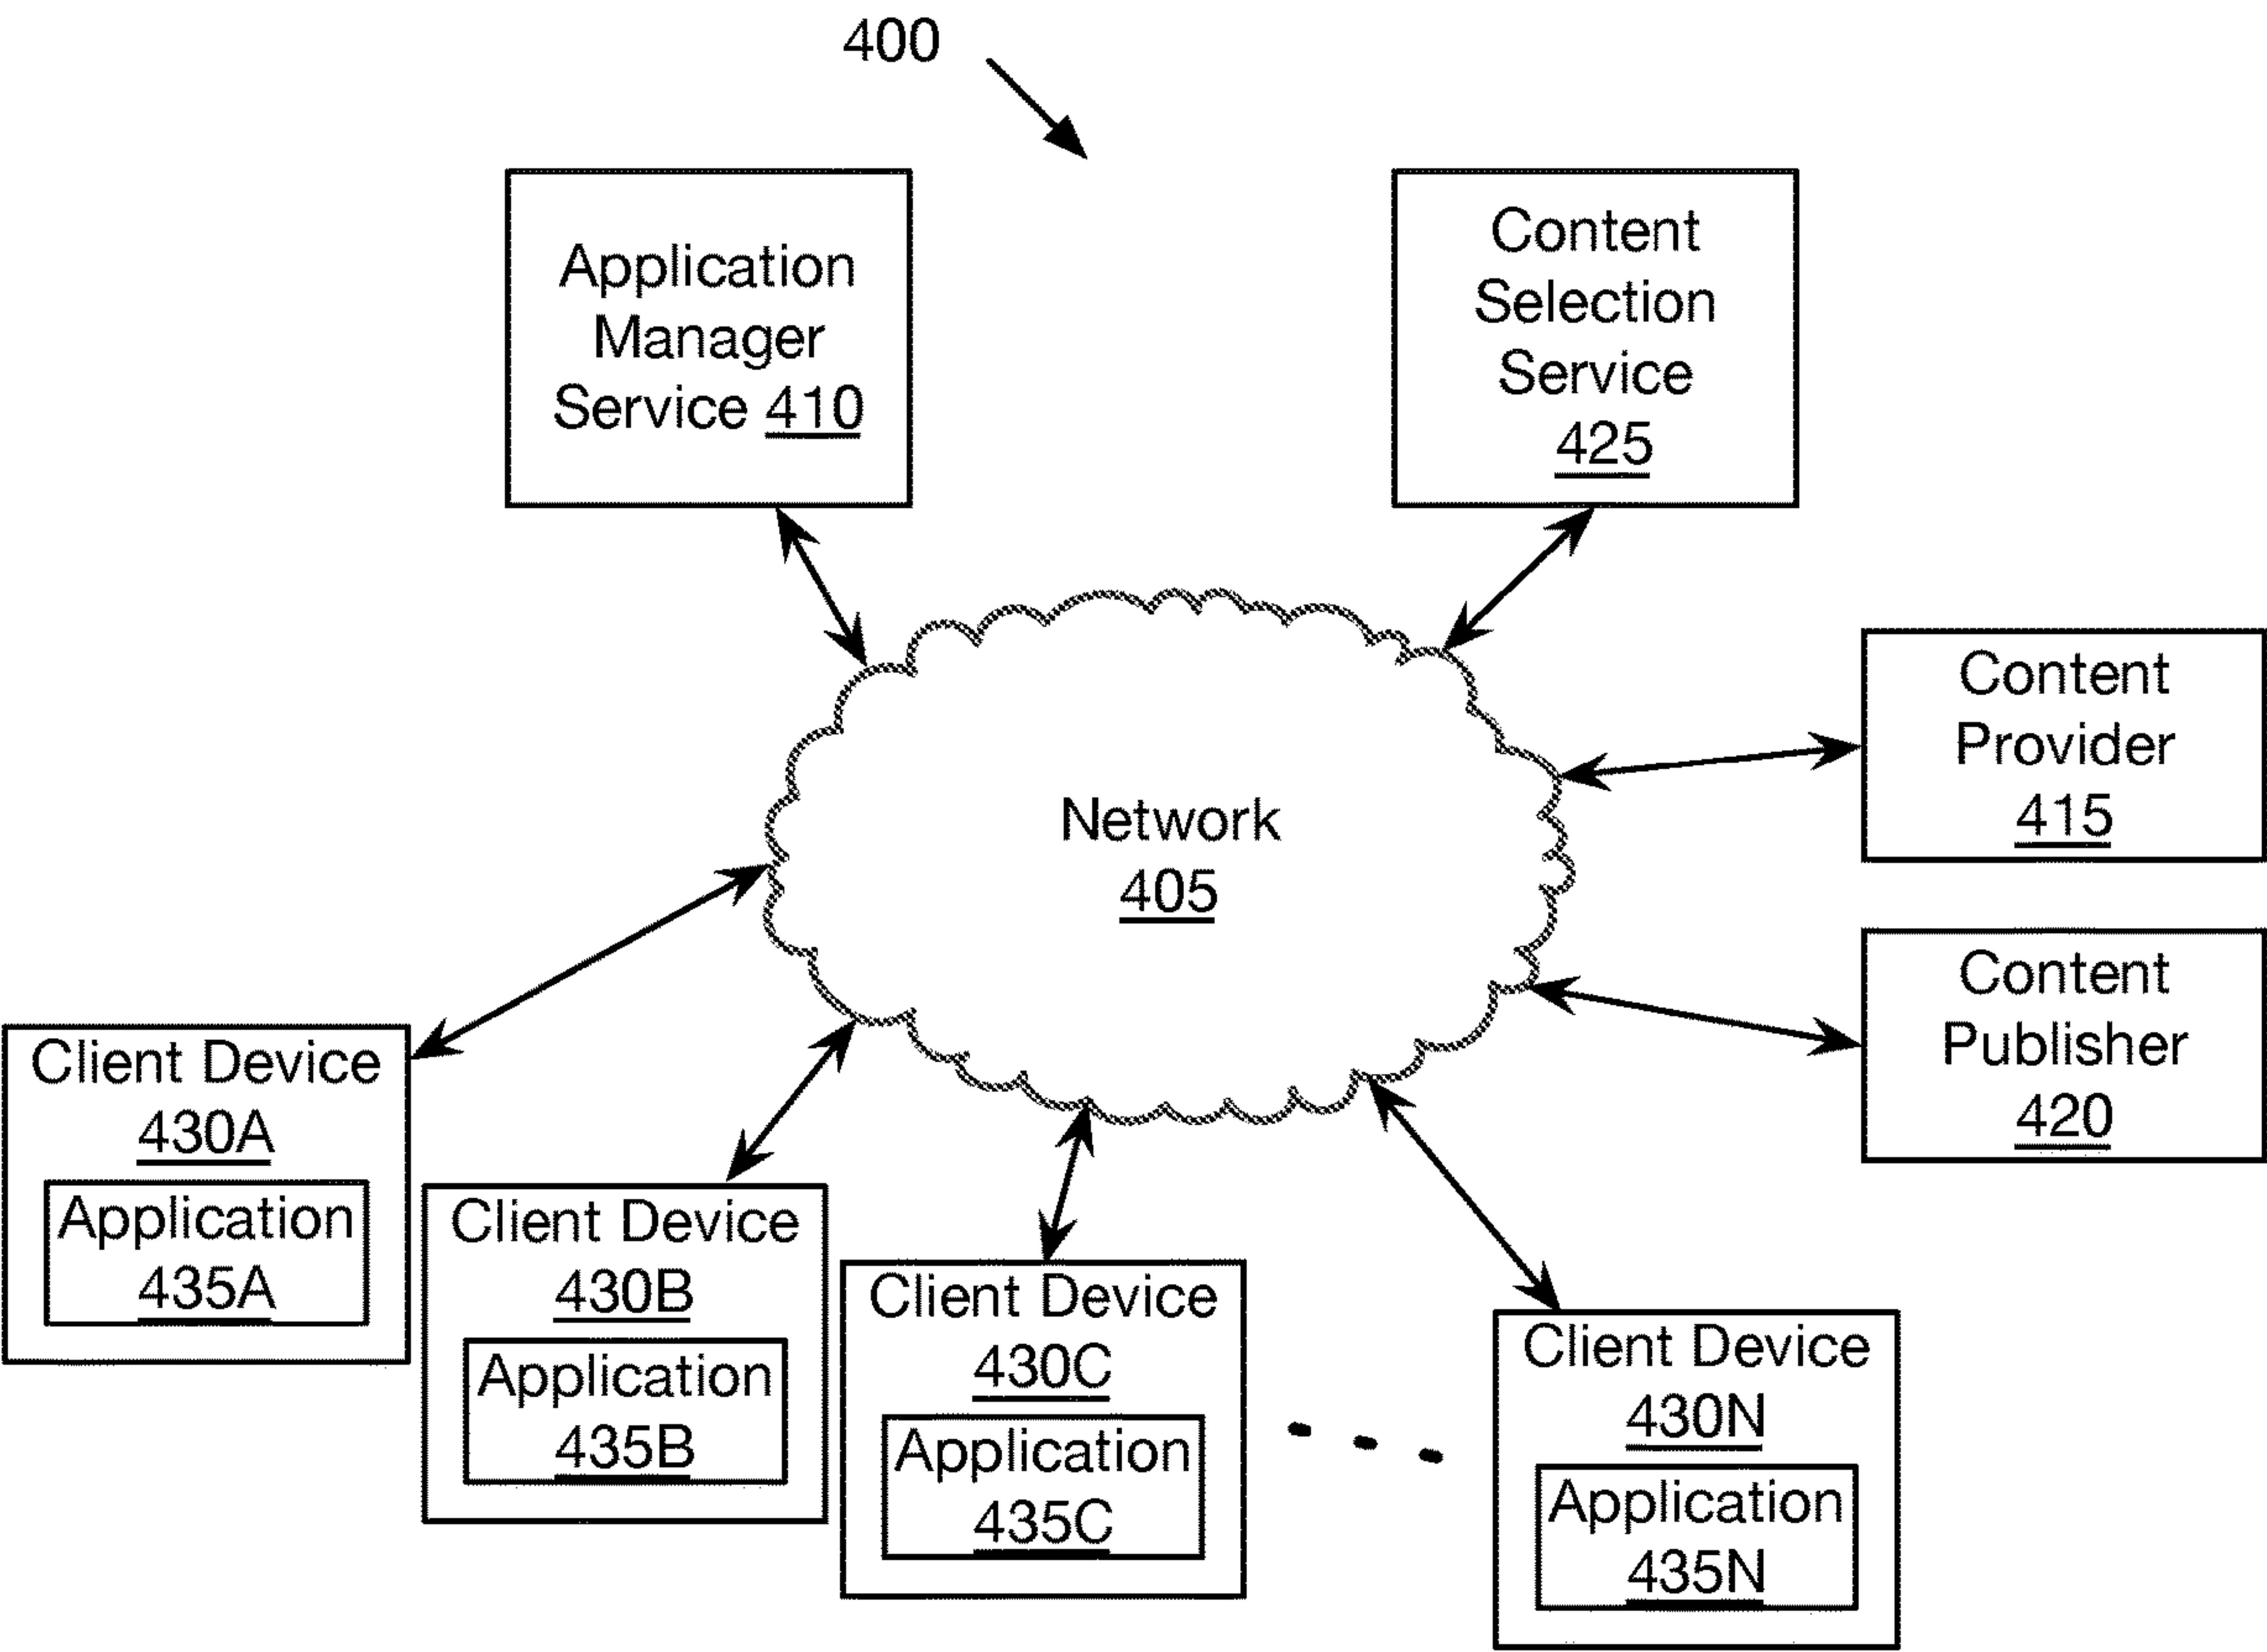 400
Application
Manager
Service 410
Content
Selection
Service
425
Content
Provider
415
Network
405
Content
Publisher
420
Client Device
430A
Application
435A
Client Device
430B
Application
435B
Client Device
430C
Application
435C
Client Device
430N
Application
435N